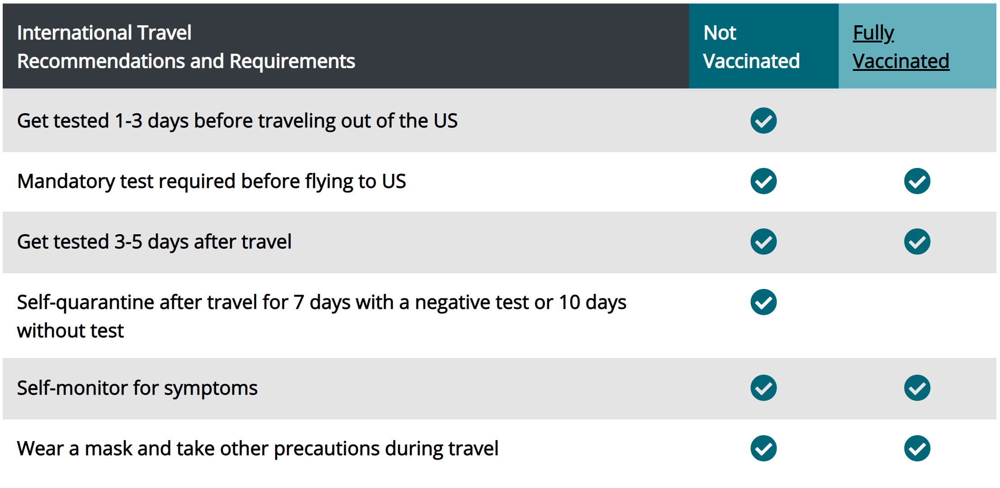 International Travel
Recommendations and Requirements
Not
Vaccinated
Fully
Vaccinated
Get tested 1-3 days before traveling out of the US
Mandatory test required before flying to US
Get tested 3-5 days after travel
Self-quarantine after travel for 7 days with a negative test or 10 days
without test
Self-monitor for symptoms
Wear a mask and take other precautions during travel